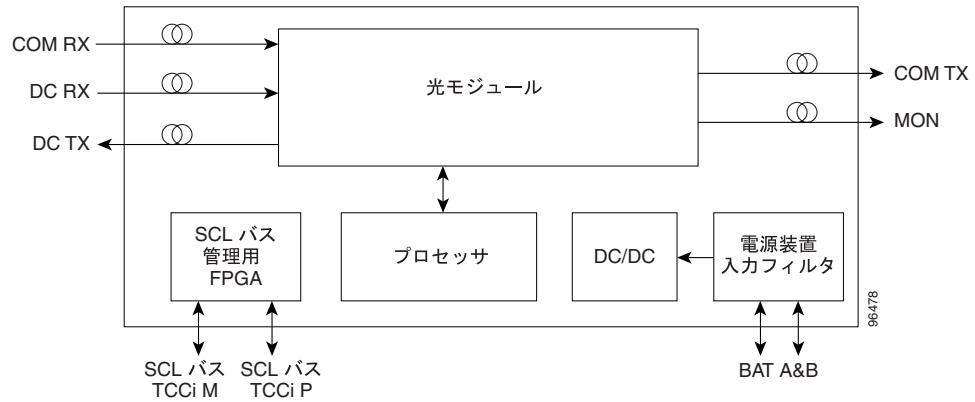 COM RX
DC RX
DC TX
光モジュール
COM TX
MON
SCL バス
管理用
FPGA
プロセッサ
DC/DC
電源装置
入力フィルタ
96478
SCL バス
TCCi M
SCL バス
TCCi P
BAT A&B